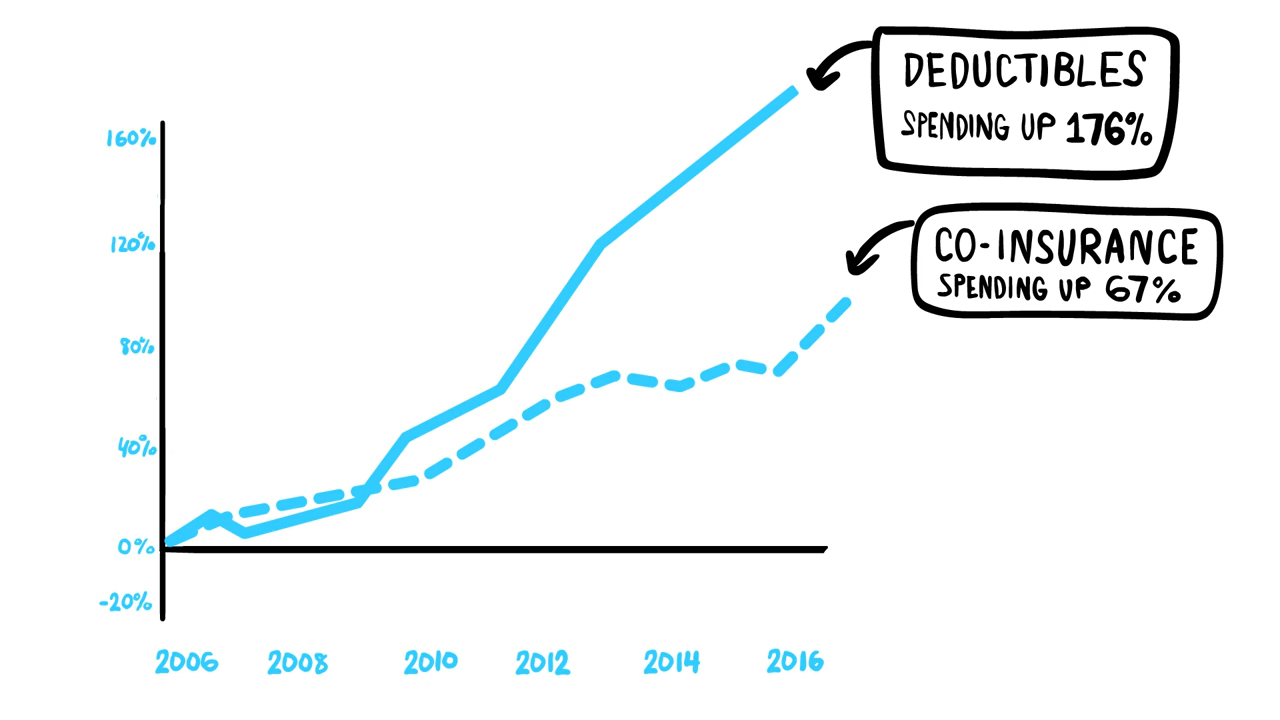 DEDUCTIBLES
SPENDING UP 176%
CO-INSURANCE
SPENDING UP 67%
160%
120%
80%
40%
0%
-20%
2006 2008 2010 2012 2014 2016